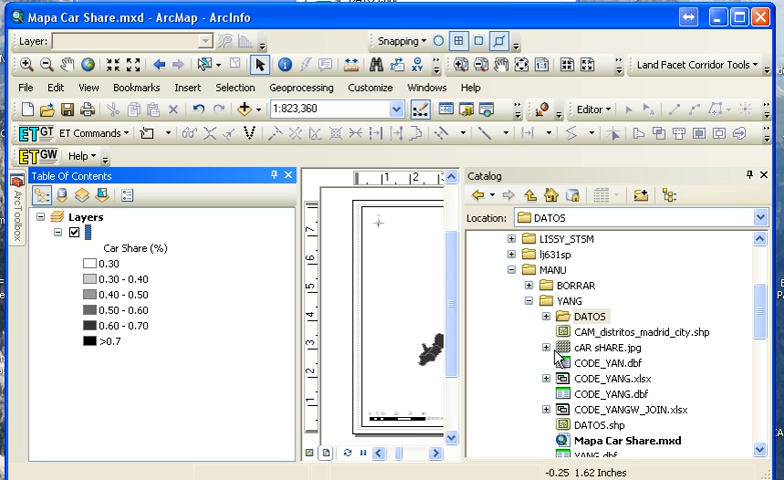 Mapa Car Share.mxd - ArcMap - ArcInfo
Layer:
Snapping
Land Facet Corridor Tools
File Edit View Bookmarks Insert Selection Geoprocessing Customize Windows Help
1:823,360
Editor
ET GT ET Commands
ET GW Help
Table Of Contents
Catalog
ArcToolbox
Location: DATOS
Layers
Car Share (%)
0.30
0.30 - 0.40
0.40 - 0.50
0.50 - 0.60
0.60 - 0.70
>0.7
LISSY_STSM
lj631sp
MANU
BORRAR
YANG
DATOS
CAM_distritos_madrid_city.shp
cAR sHARE.jpg
CODE_YAN.dbf
CODE_YANG.xlsx
CODE_YANG.dbf
CODE_YANGW_JOIN.xlsx
DATOS.shp
Mapa Car Share.mxd
YANG.dbf
-0.25 1.62 Inches